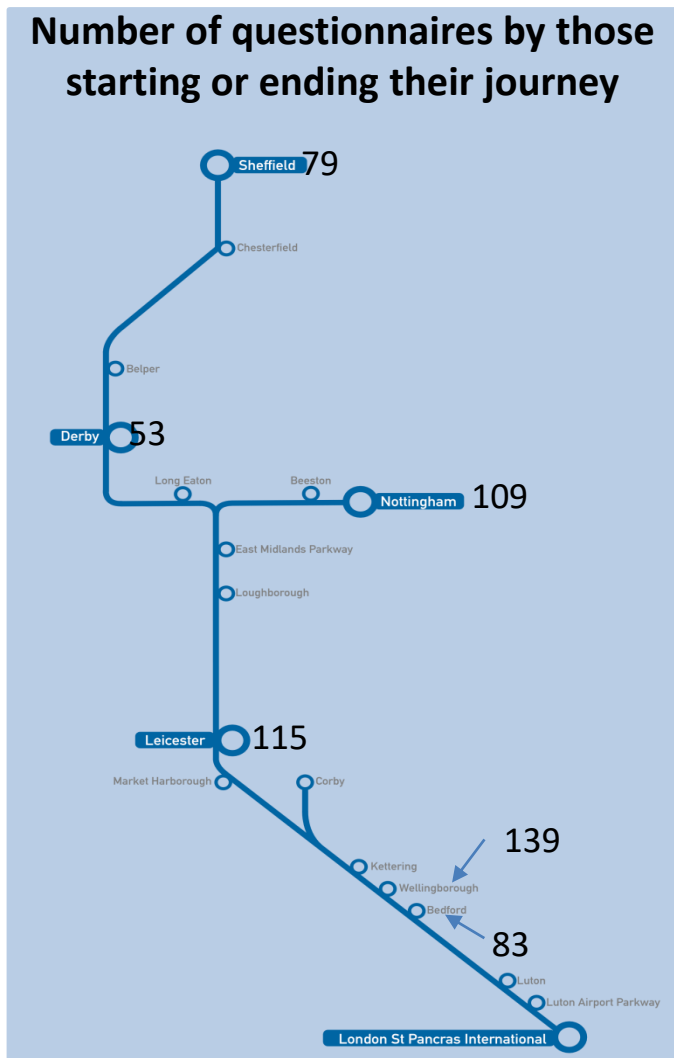 Number of questionnaires by those
starting or ending their journey
Sheffield 79
Chesterfield
Belper
Derby 53
Long Eaton
Beeston
Nottingham 109
East Midlands Parkway
Loughborough
Leicester 115
Market Harborough
Corby
139
Kettering
Wellingborough
Bedford
83
Luton
Luton Airport Parkway
London St Pancras International